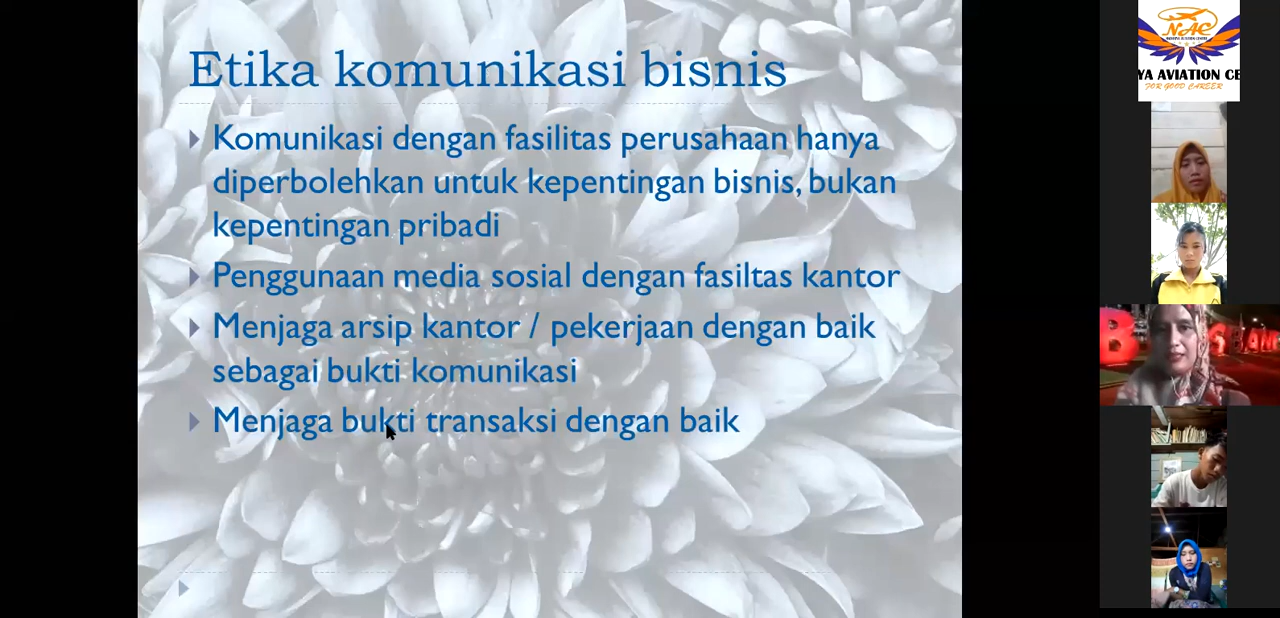 Etika komunikasi bisnis
Komunikasi dengan fasilitas perusahaan hanya
diperbolehkan untuk kepentingan bisnis, bukan
kepentingan pribadi
Penggunaan media sosial dengan fasiltas kantor
Menjaga arsip kantor / pekerjaan dengan baik
sebagai bukti komunikasi
Menjaga bukti transaksi dengan baik
NAC
YA AVIATION CE
FOR GOOD CAREER